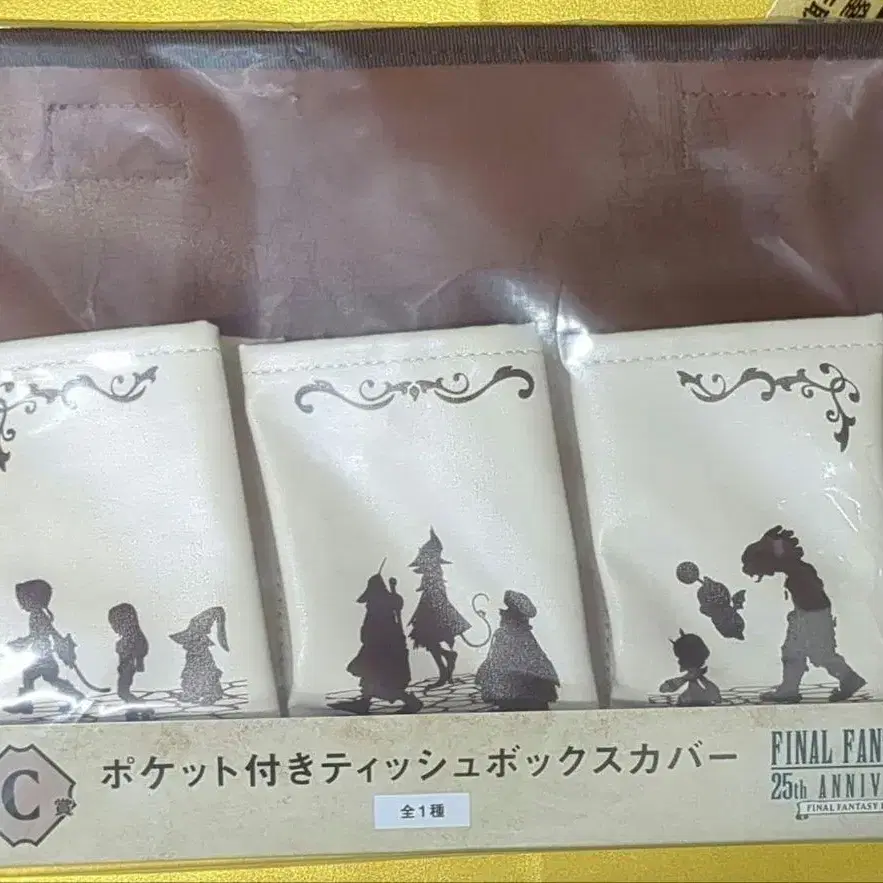 C賞
ポケット付きティッシュボックスカバー
全1種
FINAL FAN
25th ANNIV
FINAL FANTASY